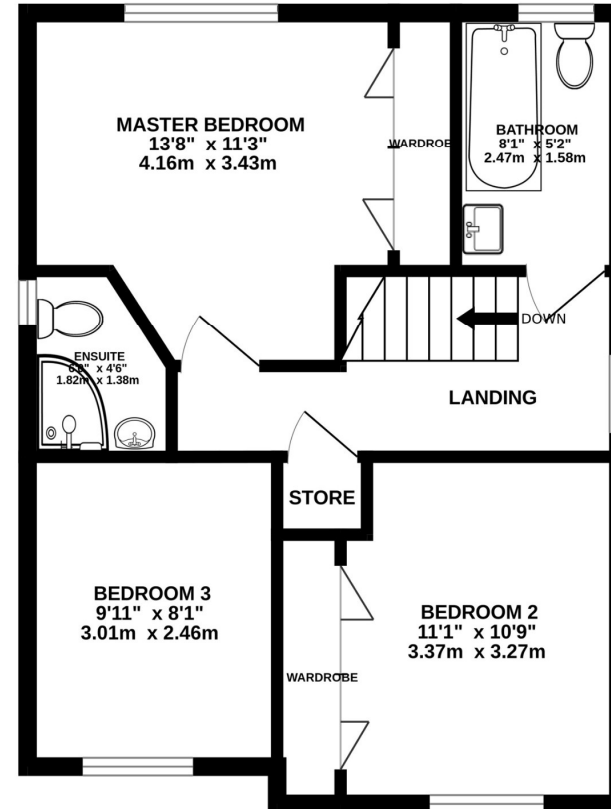 MASTER BEDROOM
13'8" x 11'3"
4.16m x 3.43m
WARDROBE
BATHROOM
8'1" x 5'2"
2.47m x 1.58m
DOWN
ENSUITE
x 4'6"
1.82m x 1.38m
LANDING
STORE
BEDROOM 3
9'11" x 8'1"
3.01m x 2.46m
BEDROOM 2
11'1" x 10'9"
3.37m x 3.27m
WARDROBE